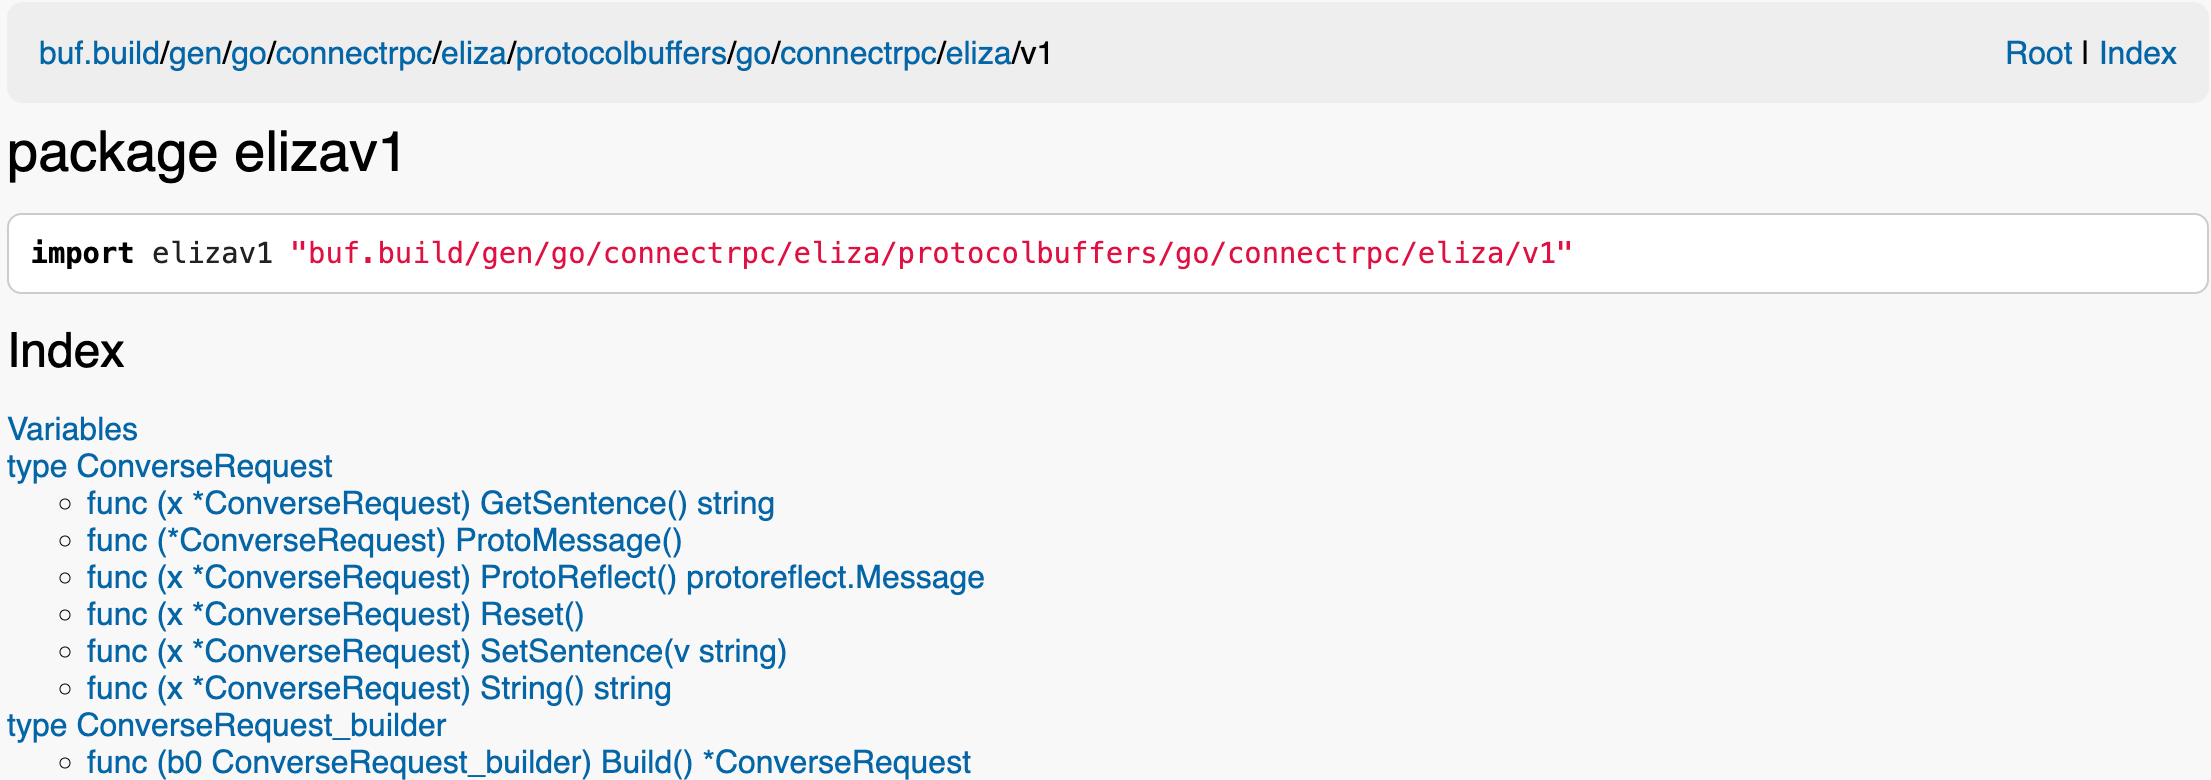 buf.build/gen/go/connectrpc/eliza/protocolbuffers/go/connectrpc/eliza/v1 Root | Index
package elizav1
import elizav1 "buf.build/gen/go/connectrpc/eliza/protocolbuffers/go/connectrpc/eliza/v1"
Index
Variables
type ConverseRequest
func (x *ConverseRequest) GetSentence() string
func (*ConverseRequest) ProtoMessage()
func (x *ConverseRequest) ProtoReflect() protoreflect.Message
func (x *ConverseRequest) Reset()
func (x *ConverseRequest) SetSentence(v string)
func (x *ConverseRequest) String() string
type ConverseRequest_builder
func (b0 ConverseRequest_builder) Build() *ConverseRequest